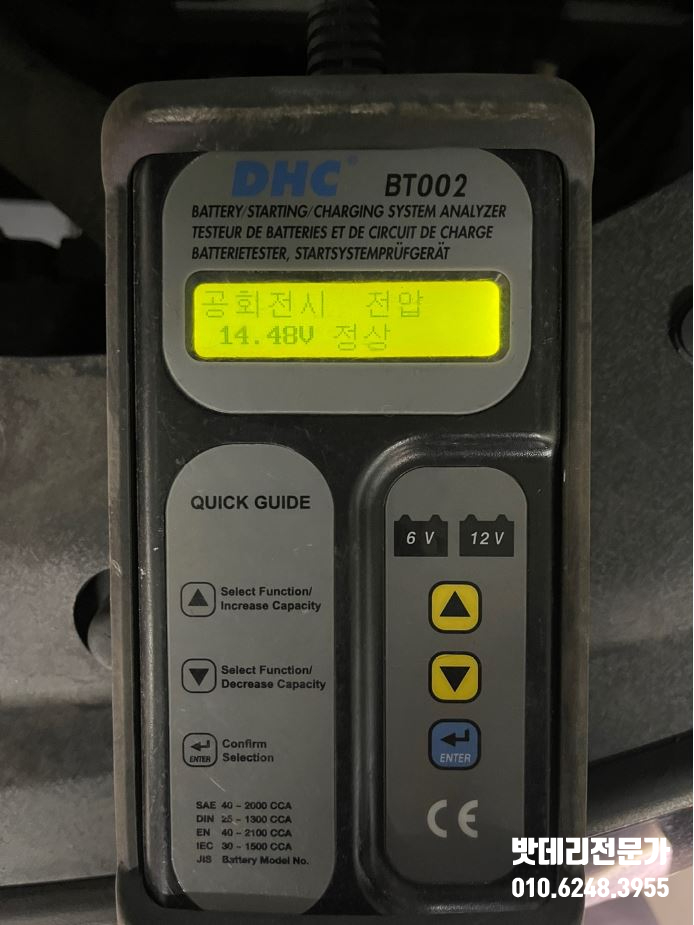 DHC® BT002
BATTERY/STARTING/CHARGING SYSTEM ANALYZER
TESTEUR DE BATTERIES ET DE CIRCUIT DE CHARGE
BATTERIETESTER, STARTSYSTEMPRÜFGERÄT
공회전시 전압
14.48V 정상
QUICK GUIDE
Select Function/
Increase Capacity
Select Function/
Decrease Capacity
ENTER
Confirm
Selection
SAE 40 ~ 2000 CCA
DIN 25 ~ 1300 CCA
EN 40 ~ 2100 CCA
IEC 30 ~ 1500 CCA
JIS Battery Model No.
6 V 12 V
ENTER
CE
밧데리전문가
010.6248.3955